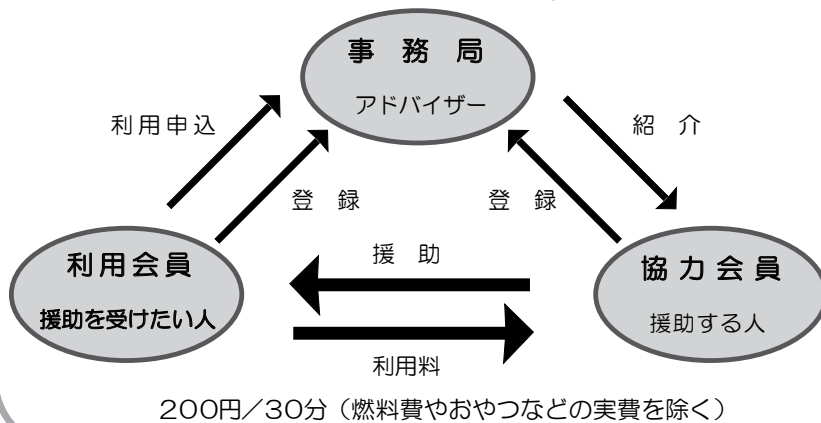 事務局
アドバイザー
利用申込
紹介
登録
登録
援助
利用会員
援助を受けたい人
協力会員
援助する人
利用料
200円／30分（燃料費やおやつなどの実費を除く）